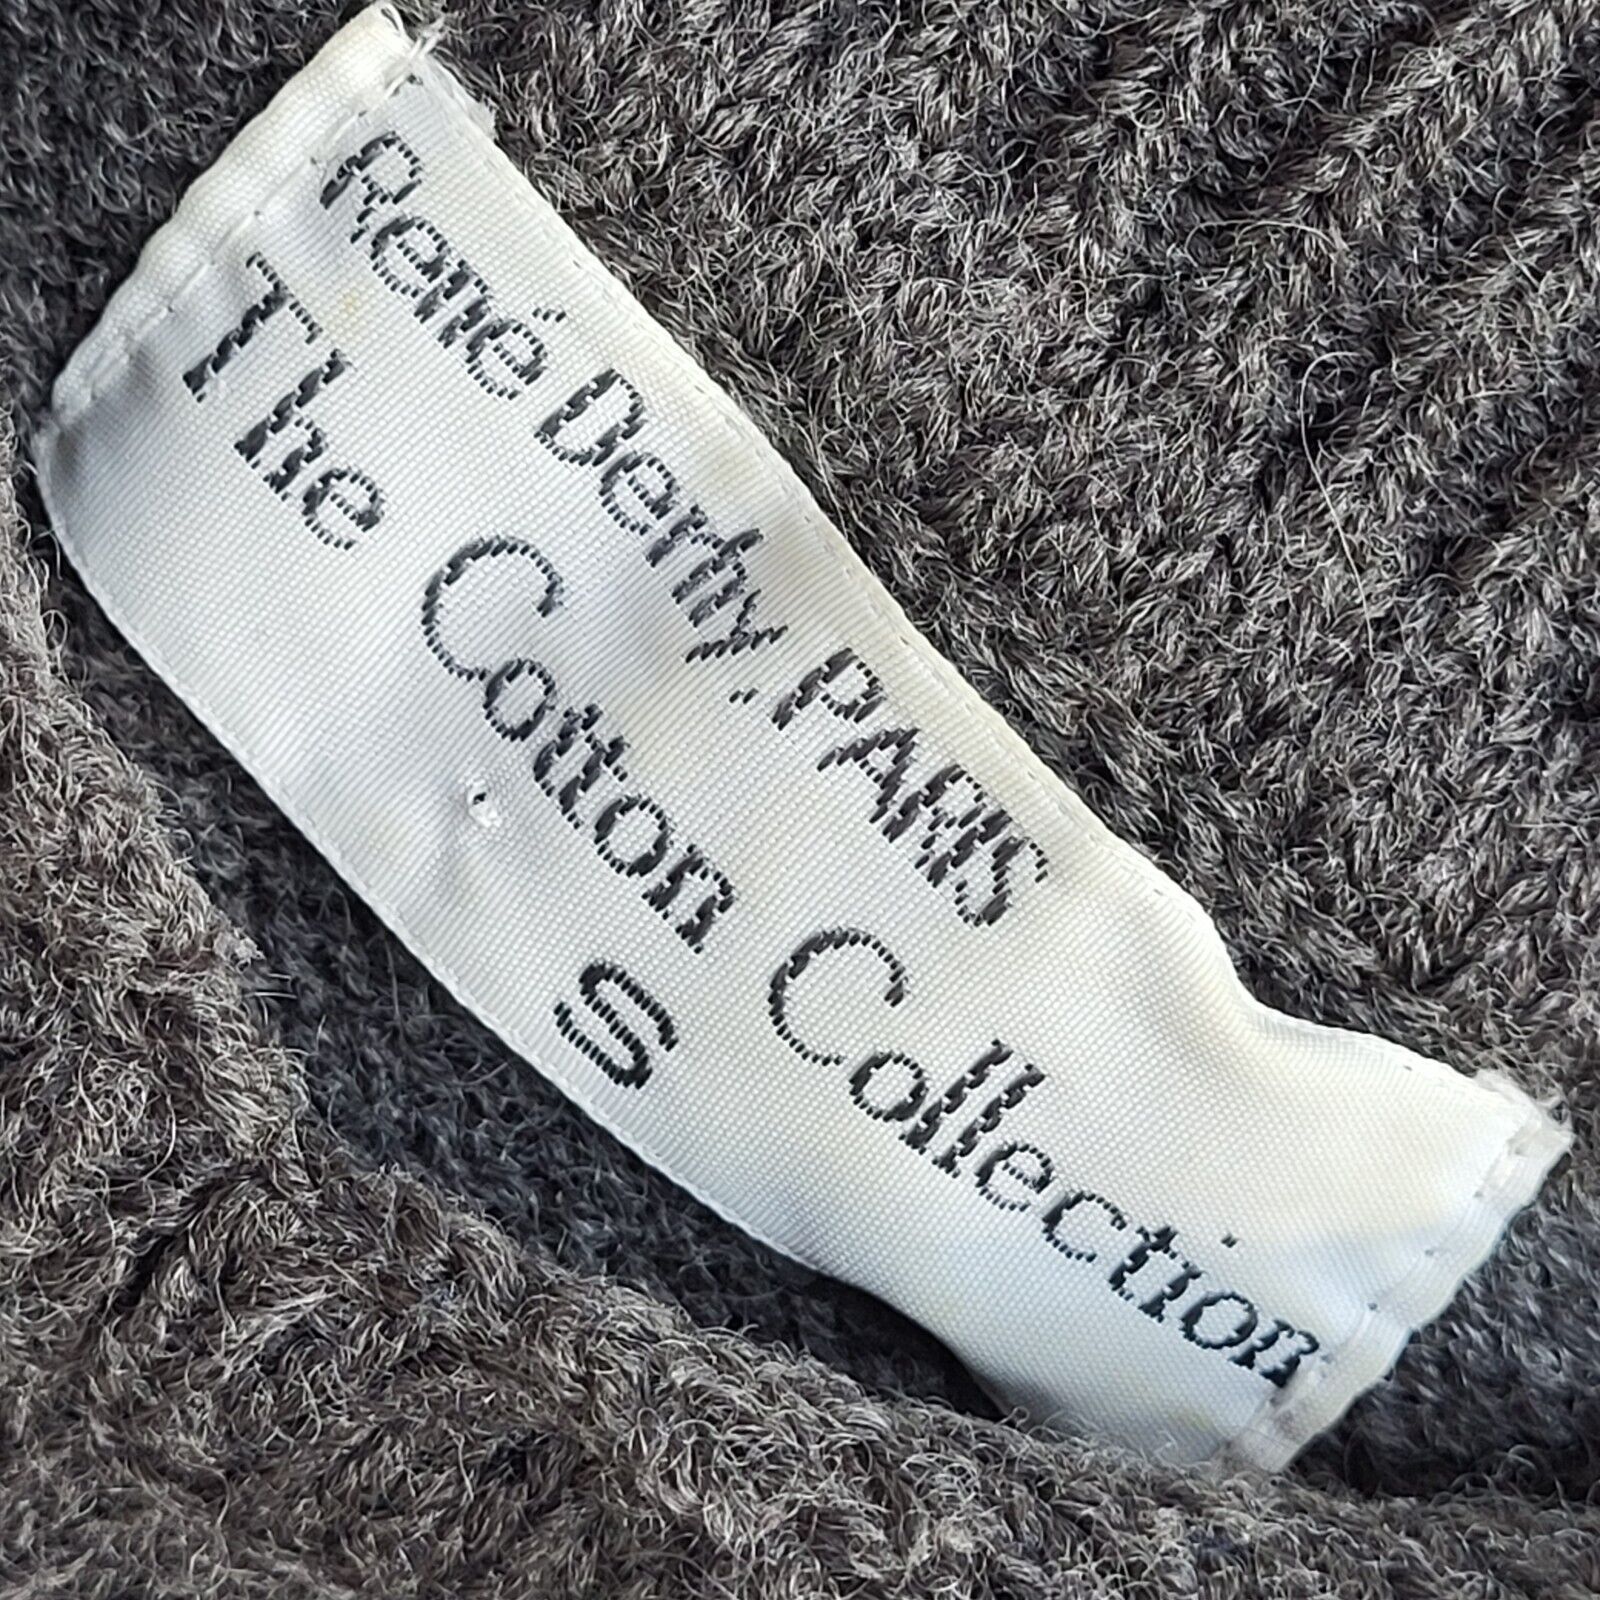 René Derhy, PARIS
The Cotton Collection
S